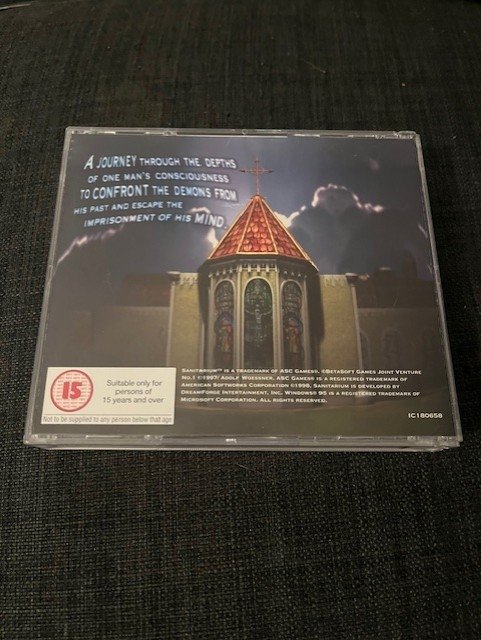 A JOURNEY THROUGH THE DEPTHS
OF ONE MAN'S CONSCIOUSNESS
TO CONFRONT THE DEMONS FROM
HIS PAST AND ESCAPE THE
IMPRISONMENT OF HIS MIND
15
Suitable only for
persons of
15 years and over
Not to be supplied to any person below that age
SANITARIUM™ IS A TRADEMARK OF ASC GAMES®. ©BETASOFT GAMES JOINT VENTURE
NO.1 ©1997/ ADOLF WOESSNER. ASC GAMES® IS A REGISTERED TRADEMARK OF
AMERICAN SOFTWORKS CORPORATION ©1998, SANITARIUM IS DEVELOPED BY
DREAMFORGE ENTERTAINMENT, INC. WINDOWS® 95 IS A REGISTERED TRADEMARK OF
MICROSOFT CORPORATION. ALL RIGHTS RESERVED.
IC180658